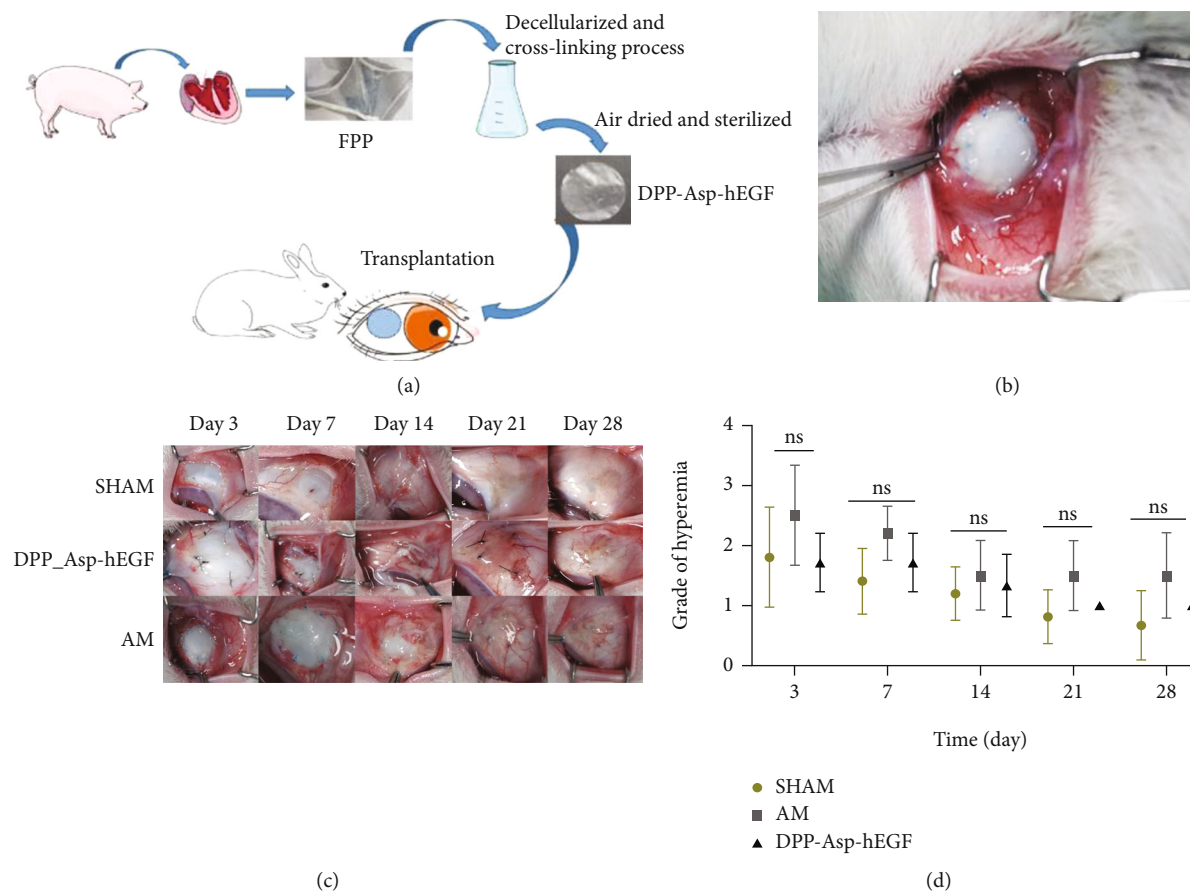 Decellularized and
cross-linking process
FPP
Air dried and sterilized
DPP-Asp-hEGF
Transplantation
(a)
(b)
Day 3 Day 7 Day 14 Day 21 Day 28
SHAM
DPP_Asp-hEGF
AM
(c)
4
3
2
1
0
Grade of hyperemia
ns ns ns ns ns
3 7 14 21 28
Time (day)
SHAM
AM
DPP-Asp-hEGF
(d)